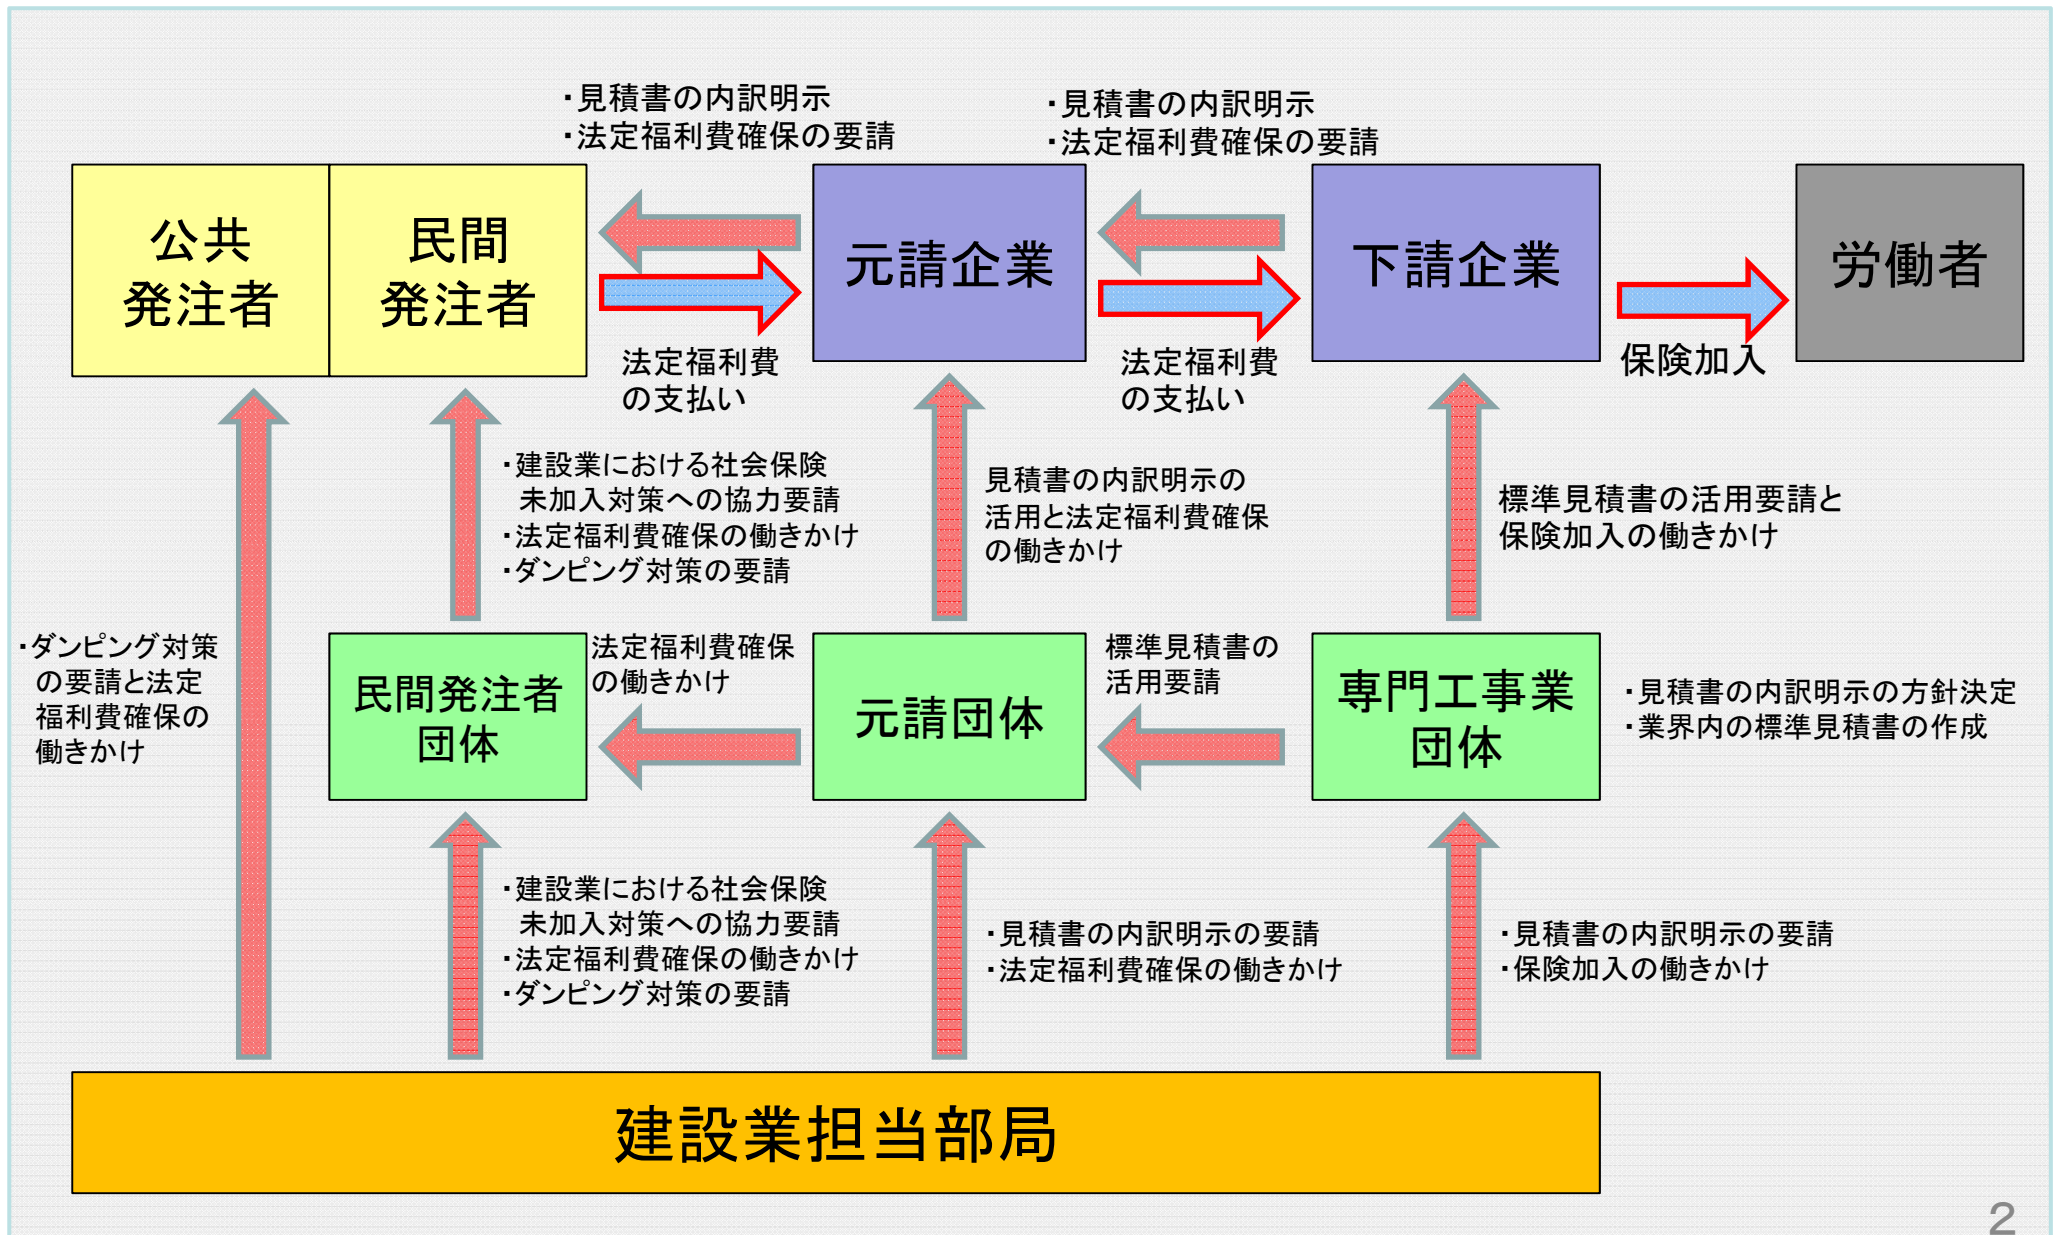 ・見積書の内訳明示
・法定福利費確保の要請
・見積書の内訳明示
・法定福利費確保の要請
公共
発注者
民間
発注者
元請企業
下請企業
労働者
法定福利費
の支払い
法定福利費
の支払い
保険加入
・建設業における社会保険
未加入対策への協力要請
・法定福利費確保の働きかけ
・ダンピング対策の要請
見積書の内訳明示の
活用と法定福利費確保
の働きかけ
標準見積書の活用要請と
保険加入の働きかけ
・ダンピング対策
の要請と法定
福利費確保の
働きかけ
民間発注者
団体
法定福利費確保
の働きかけ
元請団体
標準見積書の
活用要請
専門工事業
団体
・見積書の内訳明示の方針決定
・業界内の標準見積書の作成
・建設業における社会保険
未加入対策への協力要請
・法定福利費確保の働きかけ
・ダンピング対策の要請
・見積書の内訳明示の要請
・法定福利費確保の働きかけ
・見積書の内訳明示の要請
・保険加入の働きかけ
建設業担当部局
2